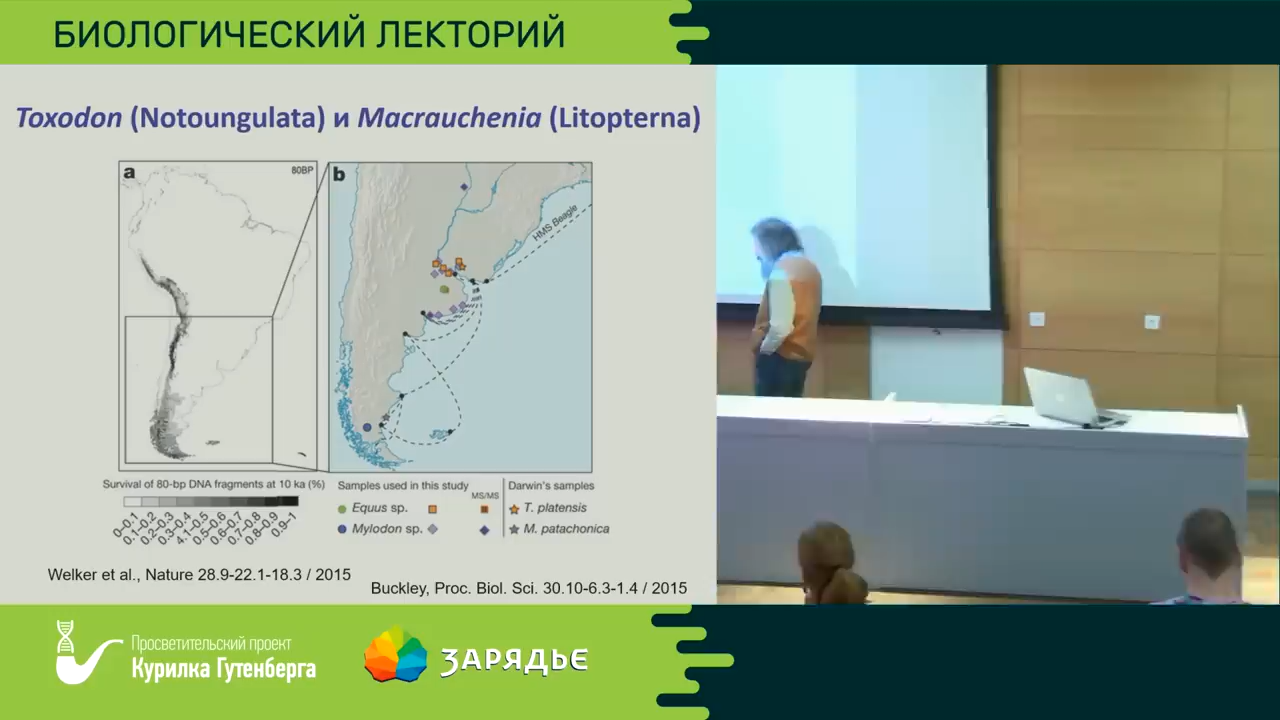 БИОЛОГИЧЕСКИЙ ЛЕКТОРИЙ
Toxodon (Notoungulata) и Macrauchenia (Litopterna)
a
80BP
b
HMS Beagle
Survival of 80-bp DNA fragments at 10 ka (%)
0–0.1
0.1–0.2
0.2–0.3
0.3–0.4
4.1–0.5
0.5–0.6
0.6–0.7
0.7–0.8
0.8–0.9
0.9–1
Samples used in this study
MS/MS
Equus sp.
Mylodon sp.
Darwin's samples
T. platensis
M. patachonica
Welker et al., Nature 28.9-22.1-18.3 / 2015
Buckley, Proc. Biol. Sci. 30.10-6.3-1.4 / 2015
Просветительский проект
Курилка Гутенберга
ЗАРЯДЬЕ